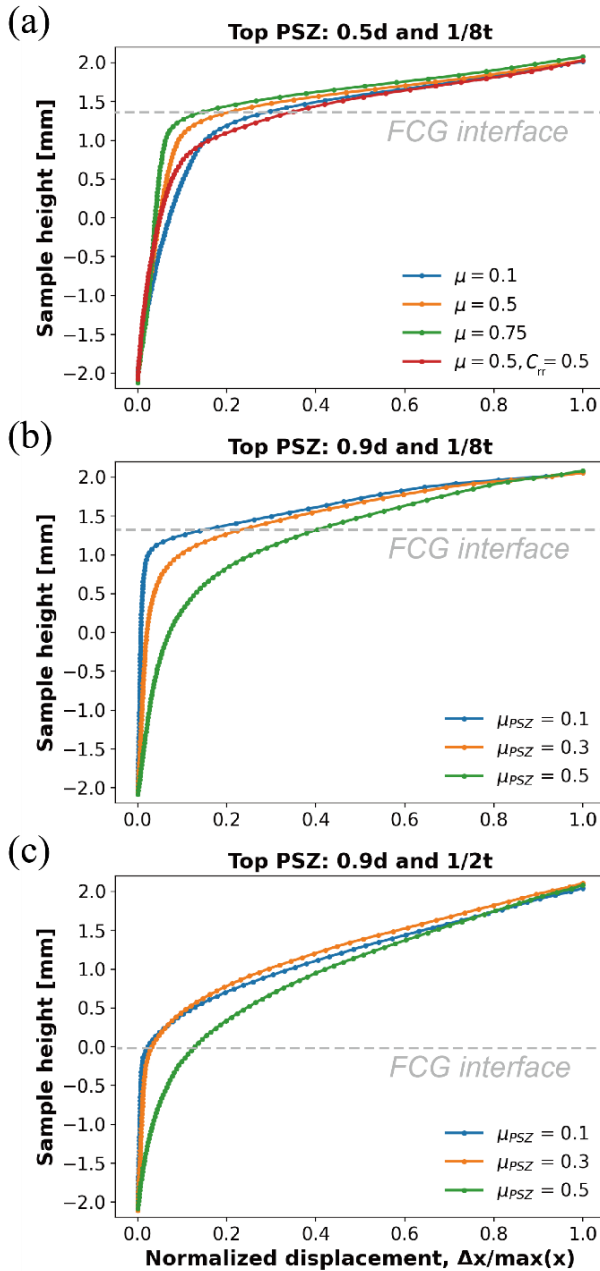 (a)
Top PSZ: 0.5d and 1/8t
Sample height [mm]
2.0
1.5
1.0
0.5
0.0
−0.5
−1.0
−1.5
−2.0
FCG interface
μ = 0.1
μ = 0.5
μ = 0.75
μ = 0.5, Crr = 0.5
0.0 0.2 0.4 0.6 0.8 1.0
(b)
Top PSZ: 0.9d and 1/8t
Sample height [mm]
2.0
1.5
1.0
0.5
0.0
−0.5
−1.0
−1.5
−2.0
FCG interface
μPSZ = 0.1
μPSZ = 0.3
μPSZ = 0.5
0.0 0.2 0.4 0.6 0.8 1.0
(c)
Top PSZ: 0.9d and 1/2t
Sample height [mm]
2.0
1.5
1.0
0.5
0.0
−0.5
−1.0
−1.5
−2.0
FCG interface
μPSZ = 0.1
μPSZ = 0.3
μPSZ = 0.5
0.0 0.2 0.4 0.6 0.8 1.0
Normalized displacement, Δx/max(x)